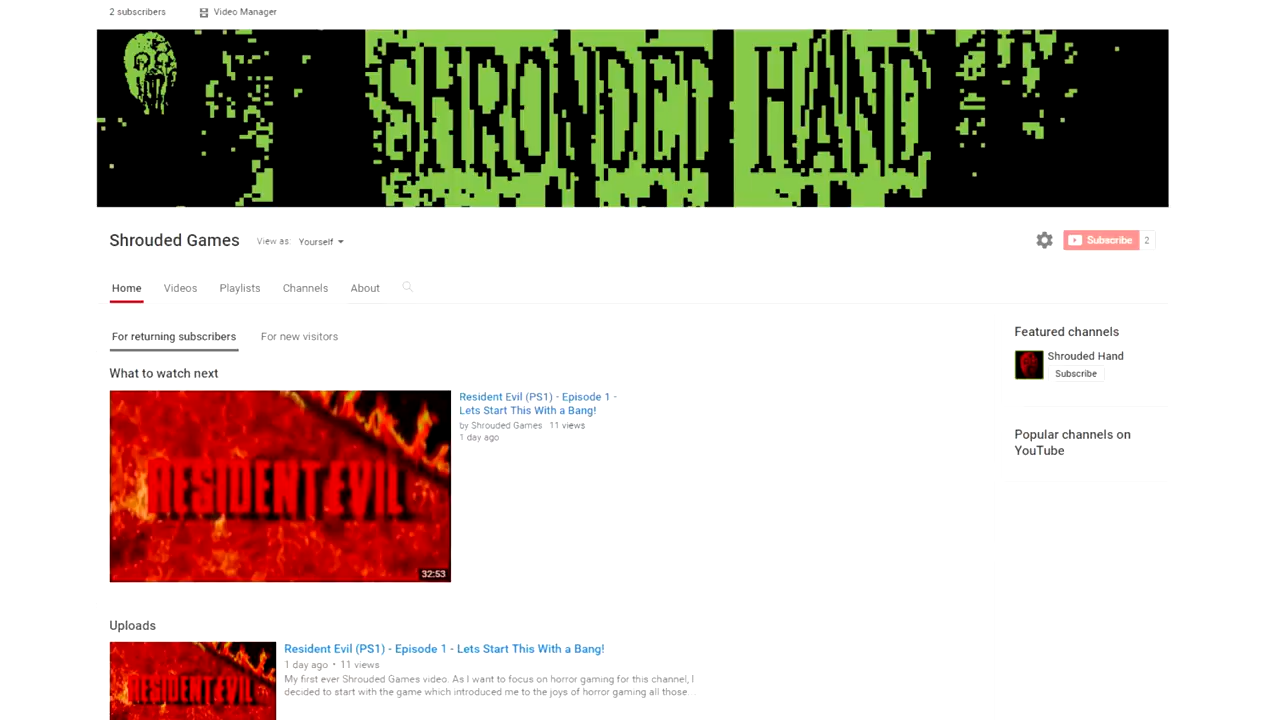 2 subscribers Video Manager
SHROUDED HAND
Shrouded Games View as: Yourself
Subscribe 2
Home Videos Playlists Channels About
For returning subscribers For new visitors
What to watch next
RESIDENT EVIL
32:53
Resident Evil (PS1) - Episode 1 -
Lets Start This With a Bang!
by Shrouded Games 11 views
1 day ago
Uploads
RESIDENT EVIL
Resident Evil (PS1) - Episode 1 - Lets Start This With a Bang!
1 day ago • 11 views
My first ever Shrouded Games video. As I want to focus on horror gaming for this channel, I
decided to start with the game which introduced me to the joys of horror gaming all those...
Featured channels
Shrouded Hand
Subscribe
Popular channels on
YouTube